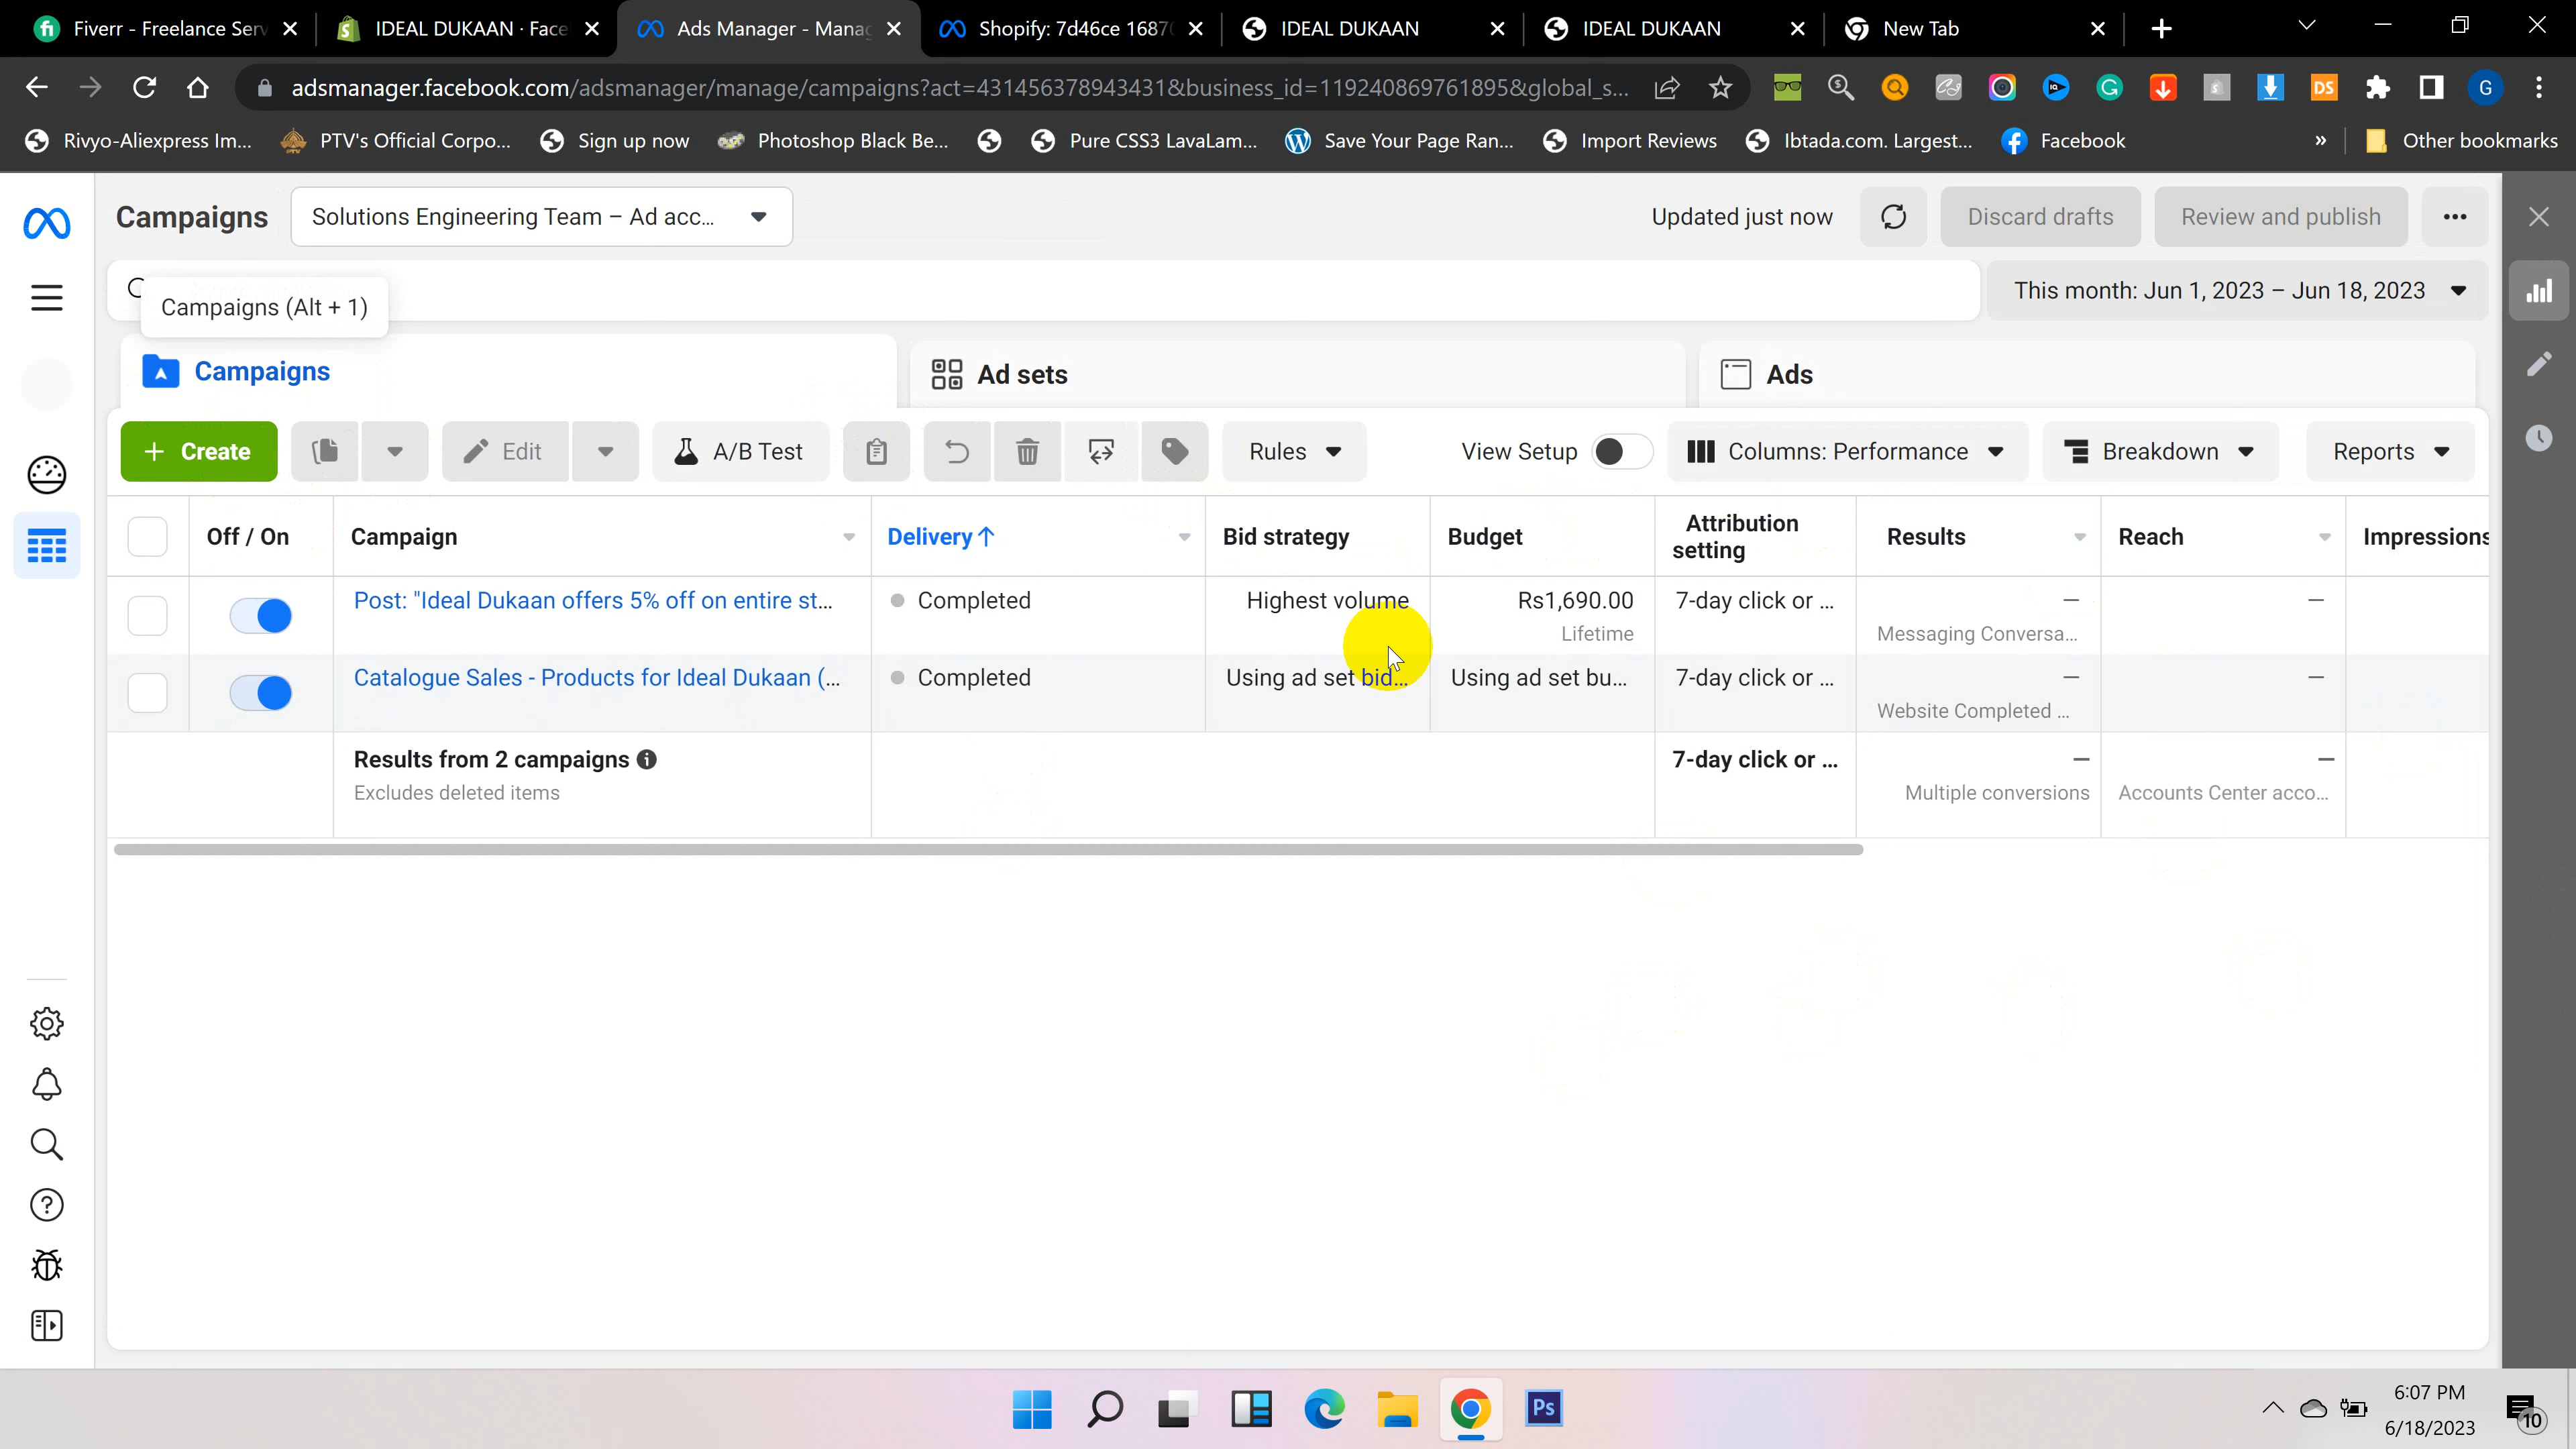 Fiverr - Freelance Serv
IDEAL DUKAAN · Face
Ads Manager - Manag
Shopify: 7d46ce 1687
IDEAL DUKAAN
IDEAL DUKAAN
New Tab
adsmanager.facebook.com/adsmanager/manage/campaigns?act=431456378943431&business_id=119240869761895&global_s...
Rivyo-Aliexpress Im...
PTV's Official Corpo...
Sign up now
Photoshop Black Be...
Pure CSS3 LavaLam...
Save Your Page Ran...
Import Reviews
Ibtada.com. Largest...
Facebook
»
Other bookmarks
Campaigns
Solutions Engineering Team – Ad acc...
Updated just now
Discard drafts
Review and publish
Campaigns (Alt + 1)
This month: Jun 1, 2023 – Jun 18, 2023
Campaigns
Ad sets
Ads
+ Create
Edit
A/B Test
Rules
View Setup
Columns: Performance
Breakdown
Reports
Off / On
Campaign
Delivery ↑
Bid strategy
Budget
Attribution
setting
Results
Reach
Impressions
Post: "Ideal Dukaan offers 5% off on entire st...
Completed
Highest volume
Rs1,690.00
Lifetime
7-day click or ...
—
Messaging Conversa...
—
Catalogue Sales - Products for Ideal Dukaan (...
Completed
Using ad set bid...
Using ad set bu...
7-day click or ...
—
Website Completed ...
—
Results from 2 campaigns
Excludes deleted items
7-day click or ...
—
Multiple conversions
—
Accounts Center acco...
DS
G
Ps
6:07 PM
6/18/2023
10